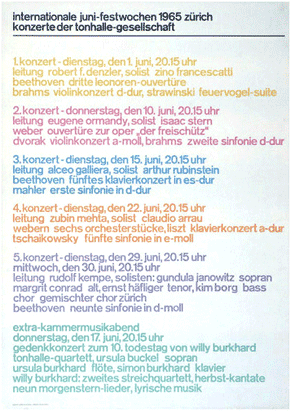 internationale juni-festwochen 1965 zürich
konzerte der tonhalle-gesellschaft
1. konzert - dienstag, den 1. juni, 20.15 uhr
leitung robert f. denzler, solist zino francescatti
beethoven dritte leonoren-ouvertüre
brahms violinkonzert d-dur, strawinski feuervogel-suite
2. konzert - donnerstag, den 10. juni, 20.15 uhr
leitung eugene ormandy, solist isaac stern
weber ouvertüre zur oper „der freischütz"
dvorak violinkonzert a-moll, brahms zweite sinfonie d-dur
3. konzert - dienstag, den 15. juni, 20.15 uhr
leitung alceo galliera, solist arthur rubinstein
beethoven fünftes klavierkonzert in es-dur
mahler erste sinfonie in d-dur
4. konzert - dienstag, den 22. juni, 20.15 uhr
leitung zubin mehta, solist claudio arrau
webern sechs orchesterstücke, liszt klavierkonzert a-dur
tschaikowsky fünfte sinfonie in e-moll
5. konzert - dienstag, den 29. juni, 20.15 uhr
mittwoch, den 30. juni, 20.15 uhr
leitung rudolf kempe, solisten: gundula janowitz sopran
margrit conrad alt, ernst häfliger tenor, kim borg bass
chor gemischter chor zürich
beethoven neunte sinfonie in d-moll
extra-kammermusikabend
donnerstag, den 17. juni, 20.15 uhr
gedenkkonzert zum 10. todestag von willy burkhard
tonhalle-quartett, ursula buckel sopran
ursula burkhard flöte, simon burkhard klavier
willy burkhard: zweites streichquartett, herbst-kantate
neun morgenstern-lieder, lyrische musik